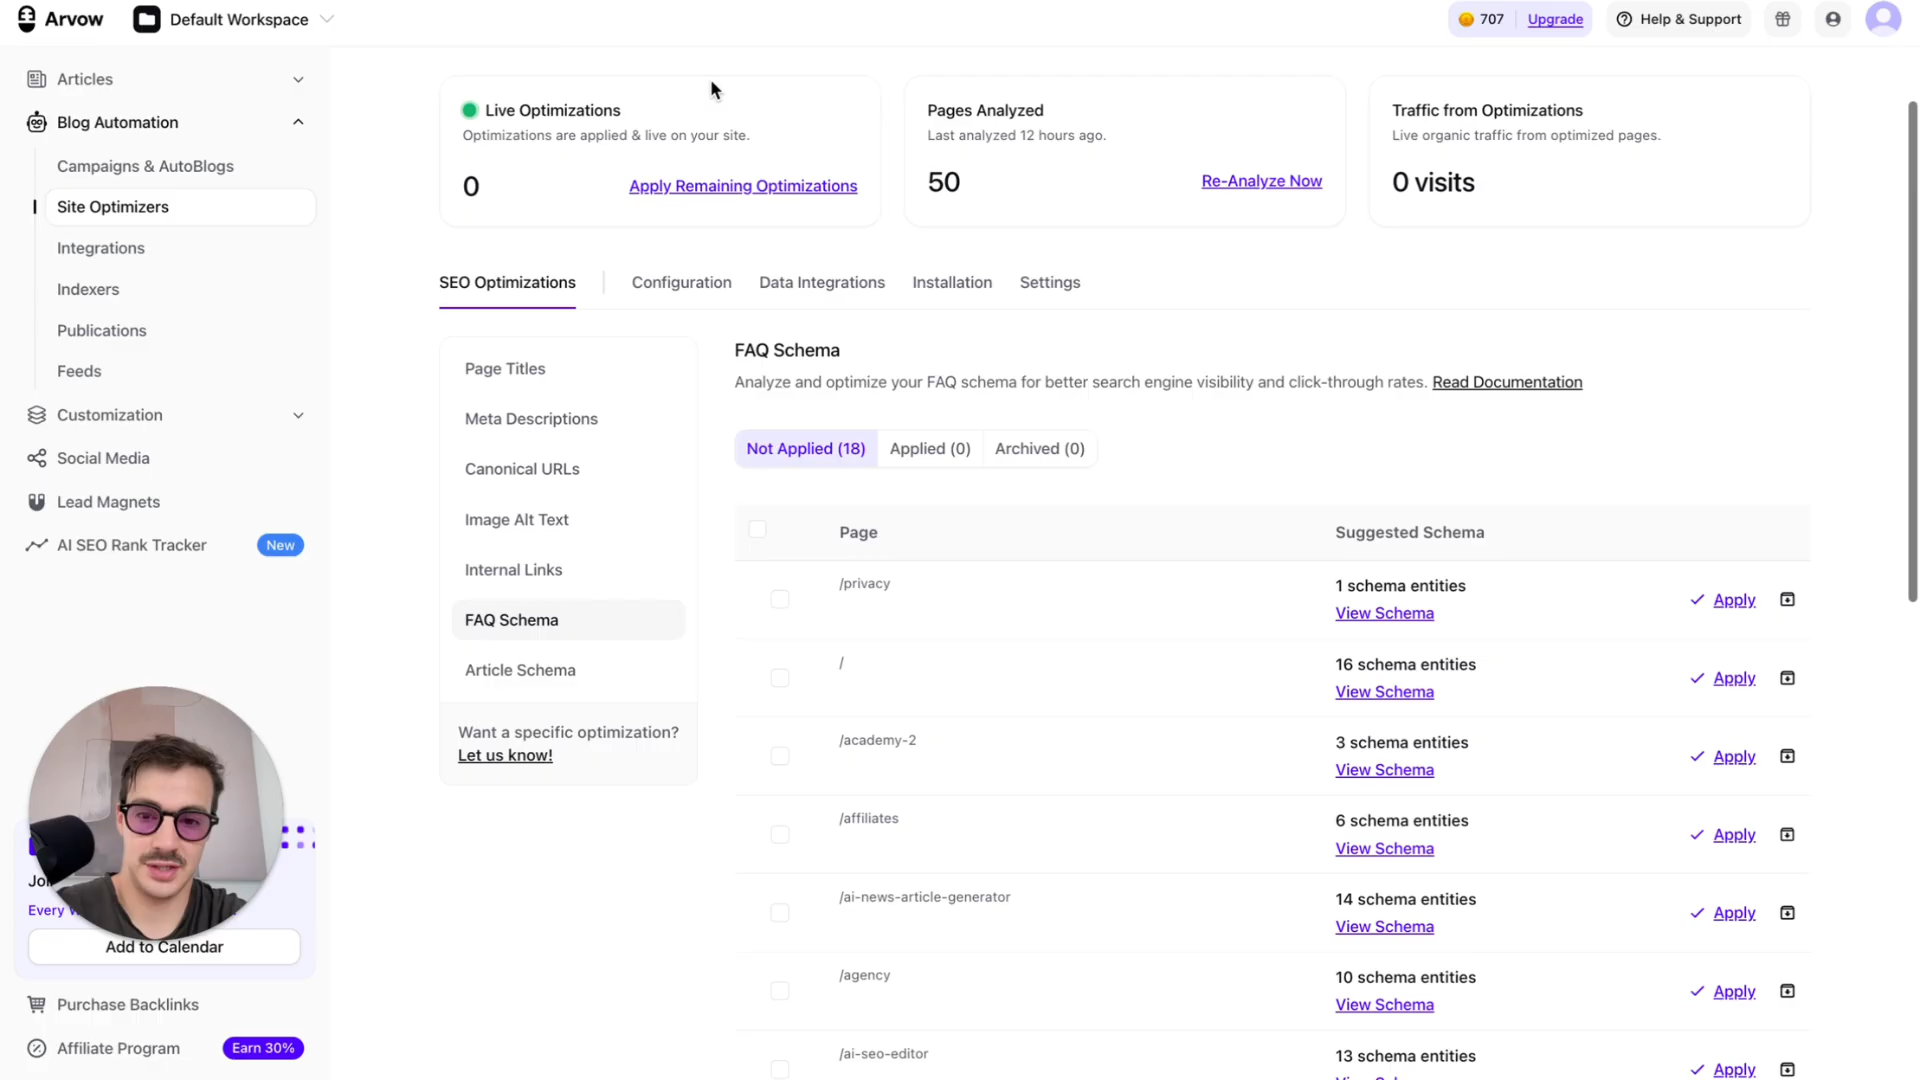 Arvow
Default Workspace
707
Upgrade
Help & Support
Articles
Blog Automation
Campaigns & AutoBlogs
Site Optimizers
Integrations
Indexers
Publications
Feeds
Customization
Social Media
Lead Magnets
AI SEO Rank Tracker
New
Every
Add to Calendar
Purchase Backlinks
Affiliate Program
Earn 30%
Live Optimizations
Optimizations are applied & live on your site.
0
Apply Remaining Optimizations
Pages Analyzed
Last analyzed 12 hours ago.
50
Re-Analyze Now
Traffic from Optimizations
Live organic traffic from optimized pages.
0 visits
SEO Optimizations
Configuration
Data Integrations
Installation
Settings
Page Titles
Meta Descriptions
Canonical URLs
Image Alt Text
Internal Links
FAQ Schema
Article Schema
Want a specific optimization?
Let us know!
FAQ Schema
Analyze and optimize your FAQ schema for better search engine visibility and click-through rates. Read Documentation
Not Applied (18)
Applied (0)
Archived (0)
Page
Suggested Schema
/privacy
1 schema entities
View Schema
Apply
/
16 schema entities
View Schema
Apply
/academy-2
3 schema entities
View Schema
Apply
/affiliates
6 schema entities
View Schema
Apply
/ai-news-article-generator
14 schema entities
View Schema
Apply
/agency
10 schema entities
View Schema
Apply
/ai-seo-editor
13 schema entities
Apply